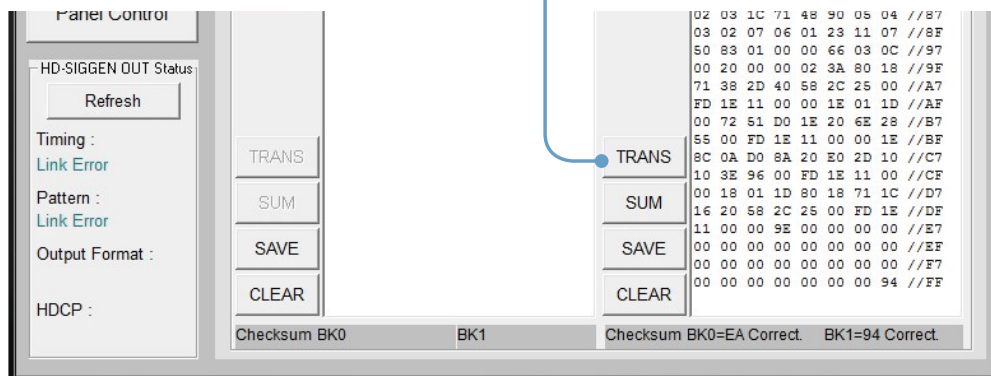 Panel Control
HD-SIGGEN OUT Status
Refresh
Timing :
Link Error
Pattern :
Link Error
Output Format :
HDCP :
TRANS
SUM
SAVE
CLEAR
Checksum BK0 BK1
TRANS
SUM
SAVE
CLEAR
02 03 1C 71 48 90 05 04 //87
03 02 07 06 01 23 11 07 //8F
50 83 01 00 00 66 03 0C //97
00 20 00 00 02 3A 80 18 //9F
71 38 2D 40 58 2C 25 00 //A7
FD 1E 11 00 00 1E 01 1D //AF
00 72 51 D0 1E 20 6E 28 //B7
55 00 FD 1E 11 00 00 1E //BF
8C 0A D0 8A 20 E0 2D 10 //C7
10 3E 96 00 FD 1E 11 00 //CF
00 18 01 1D 80 18 71 1C //D7
16 20 58 2C 25 00 FD 1E //DF
11 00 00 9E 00 00 00 00 //E7
00 00 00 00 00 00 00 00 //EF
00 00 00 00 00 00 00 00 //F7
00 00 00 00 00 00 00 94 //FF
Checksum BK0=EA Correct. BK1=94 Correct.